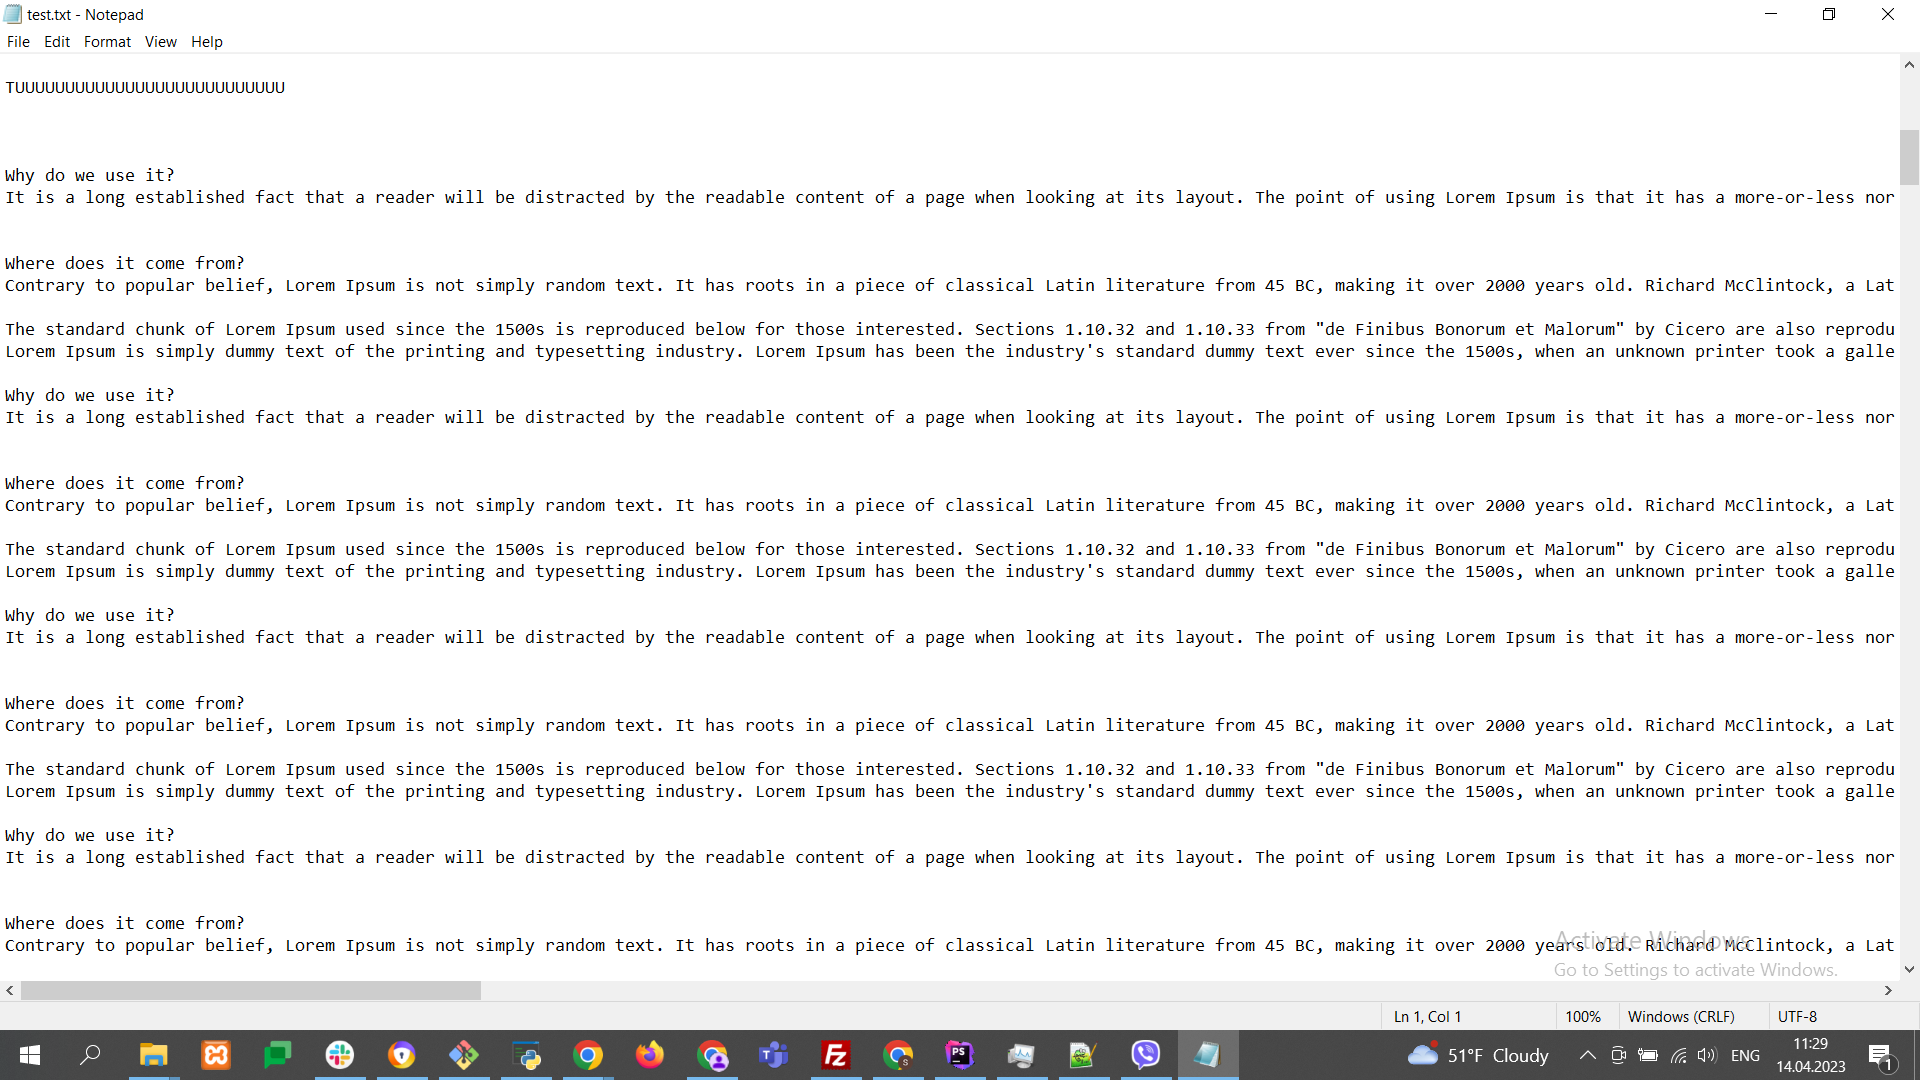 test.txt - Notepad
File Edit Format View Help
TUUUUUUUUUUUUUUUUUUUUUUUUUUU
Why do we use it?
It is a long established fact that a reader will be distracted by the readable content of a page when looking at its layout. The point of using Lorem Ipsum is that it has a more-or-less nor
Where does it come from?
Contrary to popular belief, Lorem Ipsum is not simply random text. It has roots in a piece of classical Latin literature from 45 BC, making it over 2000 years old. Richard McClintock, a Lat
The standard chunk of Lorem Ipsum used since the 1500s is reproduced below for those interested. Sections 1.10.32 and 1.10.33 from "de Finibus Bonorum et Malorum" by Cicero are also reprodu
Lorem Ipsum is simply dummy text of the printing and typesetting industry. Lorem Ipsum has been the industry's standard dummy text ever since the 1500s, when an unknown printer took a galle
Why do we use it?
It is a long established fact that a reader will be distracted by the readable content of a page when looking at its layout. The point of using Lorem Ipsum is that it has a more-or-less nor
Where does it come from?
Contrary to popular belief, Lorem Ipsum is not simply random text. It has roots in a piece of classical Latin literature from 45 BC, making it over 2000 years old. Richard McClintock, a Lat
The standard chunk of Lorem Ipsum used since the 1500s is reproduced below for those interested. Sections 1.10.32 and 1.10.33 from "de Finibus Bonorum et Malorum" by Cicero are also reprodu
Lorem Ipsum is simply dummy text of the printing and typesetting industry. Lorem Ipsum has been the industry's standard dummy text ever since the 1500s, when an unknown printer took a galle
Why do we use it?
It is a long established fact that a reader will be distracted by the readable content of a page when looking at its layout. The point of using Lorem Ipsum is that it has a more-or-less nor
Where does it come from?
Contrary to popular belief, Lorem Ipsum is not simply random text. It has roots in a piece of classical Latin literature from 45 BC, making it over 2000 years old. Richard McClintock, a Lat
The standard chunk of Lorem Ipsum used since the 1500s is reproduced below for those interested. Sections 1.10.32 and 1.10.33 from "de Finibus Bonorum et Malorum" by Cicero are also reprodu
Lorem Ipsum is simply dummy text of the printing and typesetting industry. Lorem Ipsum has been the industry's standard dummy text ever since the 1500s, when an unknown printer took a galle
Why do we use it?
It is a long established fact that a reader will be distracted by the readable content of a page when looking at its layout. The point of using Lorem Ipsum is that it has a more-or-less nor
Where does it come from?
Contrary to popular belief, Lorem Ipsum is not simply random text. It has roots in a piece of classical Latin literature from 45 BC, making it over 2000 years old. Richard McClintock, a Lat
Activate Windows
Go to Settings to activate Windows.
Ln 1, Col 1 100% Windows (CRLF) UTF-8
51°F Cloudy ENG 11:29
14.04.2023 1